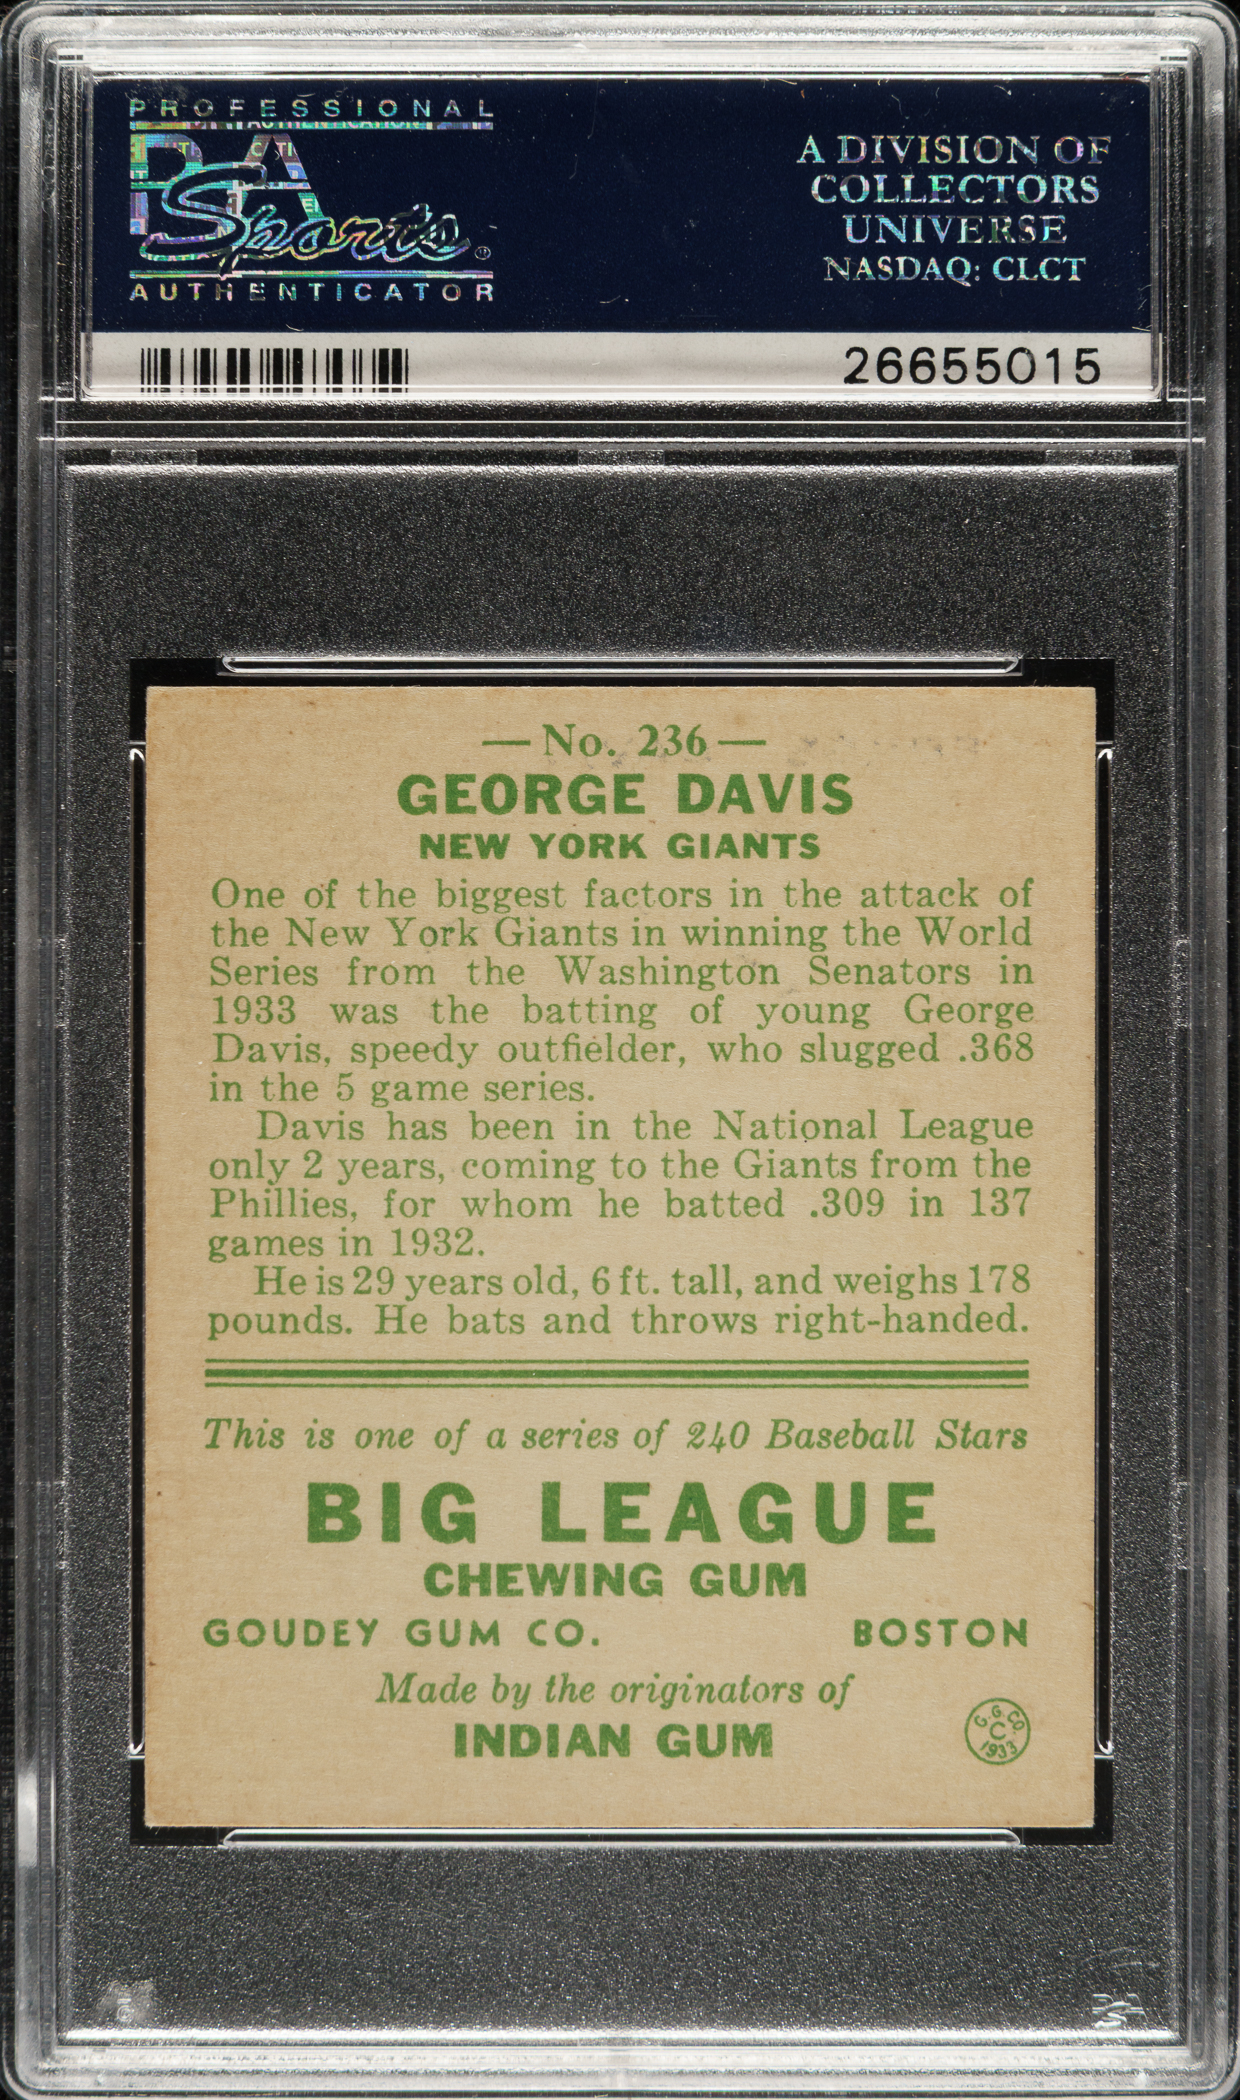 PROFESSIONAL
PSA
Sports
AUTHENTICATOR
A DIVISION OF
COLLECTORS
UNIVERSE
NASDAQ: CLCT
26655015
— No. 236 —
GEORGE DAVIS
NEW YORK GIANTS
One of the biggest factors in the attack of
the New York Giants in winning the World
Series from the Washington Senators in
1933 was the batting of young George
Davis, speedy outfielder, who slugged .368
in the 5 game series.
Davis has been in the National League
only 2 years, coming to the Giants from the
Phillies, for whom he batted .309 in 137
games in 1932.
He is 29 years old, 6 ft. tall, and weighs 178
pounds. He bats and throws right-handed.
This is one of a series of 240 Baseball Stars
BIG LEAGUE
CHEWING GUM
GOUDEY GUM CO. BOSTON
Made by the originators of
INDIAN GUM
G. G. CO.
C
1933